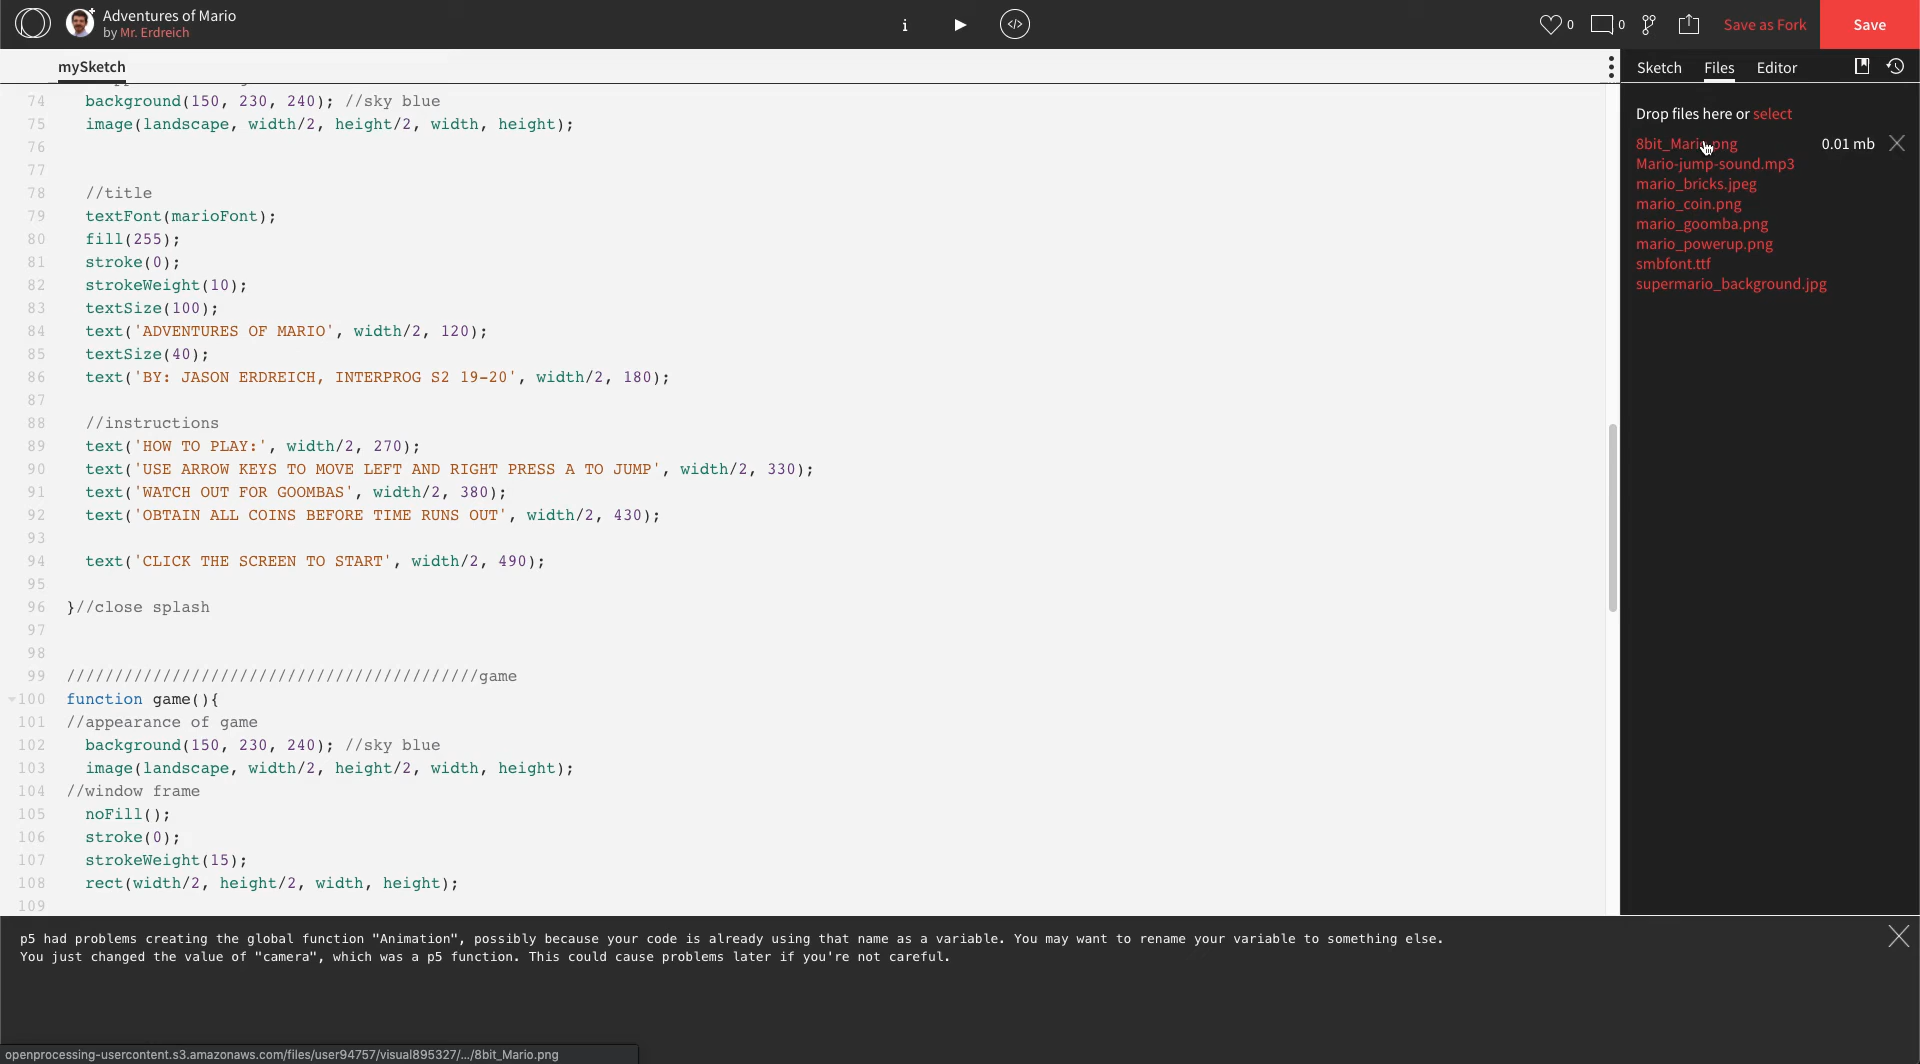 Adventures of Mario
by Mr. Erdreich
i
</>
0
0
Save as Fork
Save
mySketch
74 background(150, 230, 240); //sky blue
75 image(landscape, width/2, height/2, width, height);
76
77
78 //title
79 textFont(marioFont);
80 fill(255);
81 stroke(0);
82 strokeWeight(10);
83 textSize(100);
84 text('ADVENTURES OF MARIO', width/2, 120);
85 textSize(40);
86 text('BY: JASON ERDREICH, INTERPROG S2 19-20', width/2, 180);
87
88 //instructions
89 text('HOW TO PLAY:', width/2, 270);
90 text('USE ARROW KEYS TO MOVE LEFT AND RIGHT PRESS A TO JUMP', width/2, 330);
91 text('WATCH OUT FOR GOOMBAS', width/2, 380);
92 text('OBTAIN ALL COINS BEFORE TIME RUNS OUT', width/2, 430);
93
94 text('CLICK THE SCREEN TO START', width/2, 490);
95
96 }//close splash
97
98
99 ///////////////////////////////////////////game
100 function game(){
101 //appearance of game
102 background(150, 230, 240); //sky blue
103 image(landscape, width/2, height/2, width, height);
104 //window frame
105 noFill();
106 stroke(0);
107 strokeWeight(15);
108 rect(width/2, height/2, width, height);
109
Sketch Files Editor
Drop files here or select
8bit_Mario.png 0.01 mb
Mario-jump-sound.mp3
mario_bricks.jpeg
mario_coin.png
mario_goomba.png
mario_powerup.png
smbfont.ttf
supermario_background.jpg
p5 had problems creating the global function "Animation", possibly because your code is already using that name as a variable. You may want to rename your variable to something else.
You just changed the value of "camera", which was a p5 function. This could cause problems later if you're not careful.
openprocessing-usercontent.s3.amazonaws.com/files/user94757/visual895327/.../8bit_Mario.png